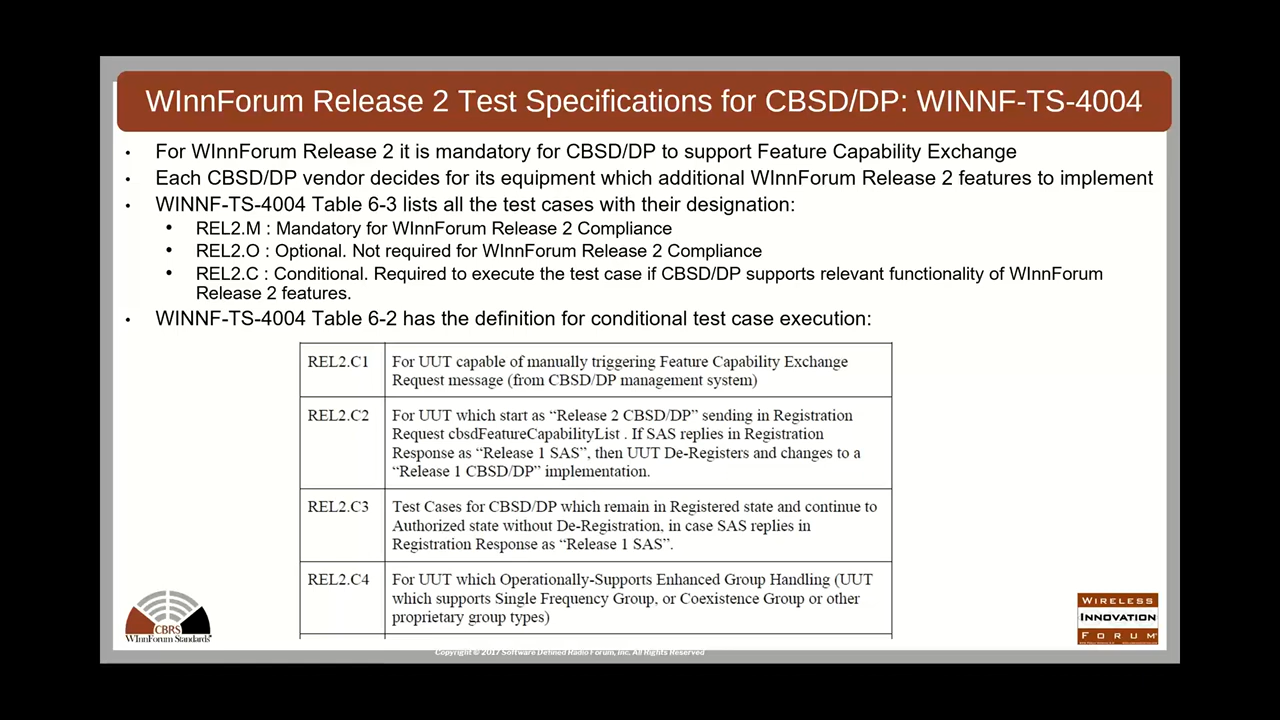 WInnForum Release 2 Test Specifications for CBSD/DP: WINNF-TS-4004
• For WInnForum Release 2 it is mandatory for CBSD/DP to support Feature Capability Exchange
• Each CBSD/DP vendor decides for its equipment which additional WInnForum Release 2 features to implement
• WINNF-TS-4004 Table 6-3 lists all the test cases with their designation:
• REL2.M : Mandatory for WInnForum Release 2 Compliance
• REL2.O : Optional. Not required for WInnForum Release 2 Compliance
• REL2.C : Conditional. Required to execute the test case if CBSD/DP supports relevant functionality of WInnForum
Release 2 features.
• WINNF-TS-4004 Table 6-2 has the definition for conditional test case execution:
REL2.C1 For UUT capable of manually triggering Feature Capability Exchange
Request message (from CBSD/DP management system)
REL2.C2 For UUT which start as “Release 2 CBSD/DP” sending in Registration
Request cbsdFeatureCapabilityList . If SAS replies in Registration
Response as “Release 1 SAS”, then UUT De-Registers and changes to a
“Release 1 CBSD/DP” implementation.
REL2.C3 Test Cases for CBSD/DP which remain in Registered state and continue to
Authorized state without De-Registration, in case SAS replies in
Registration Response as “Release 1 SAS”.
REL2.C4 For UUT which Operationally-Supports Enhanced Group Handling (UUT
which supports Single Frequency Group, or Coexistence Group or other
proprietary group types)
CBRS
WInnForum Standards
WIRELESS
INNOVATION
FORUM
Copyright © 2017 Software Defined Radio Forum, Inc. All Rights Reserved